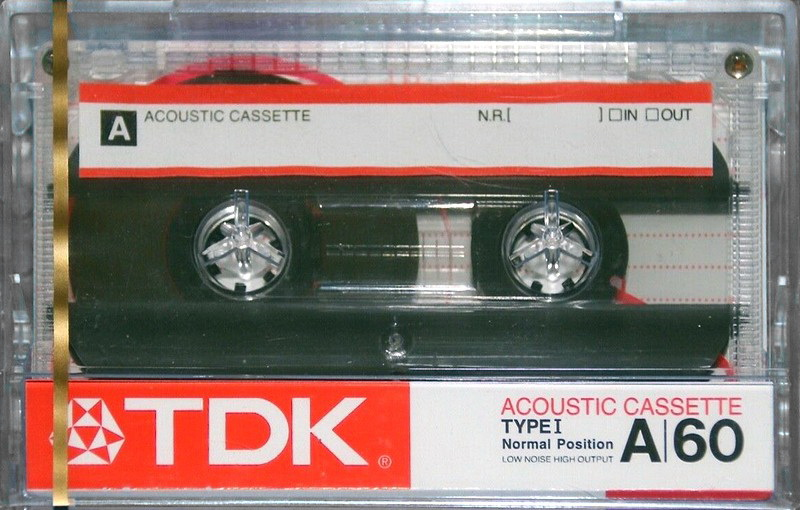 A ACOUSTIC CASSETTE N.R.[ ] □IN □OUT
TDK®
ACOUSTIC CASSETTE
TYPE I
Normal Position
LOW NOISE HIGH OUTPUT
A|60